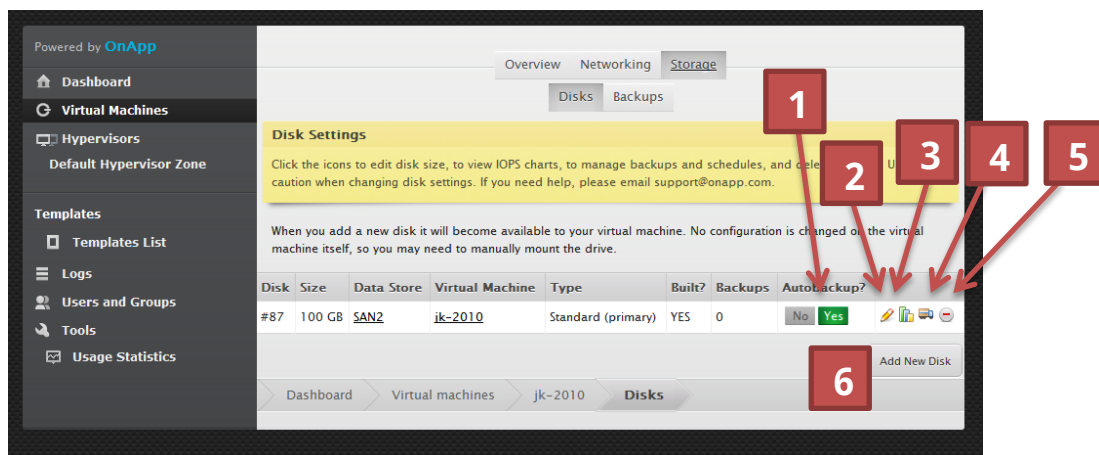 Powered by OnApp
Dashboard
Virtual Machines
Hypervisors
Default Hypervisor Zone
Templates
Templates List
Logs
Users and Groups
Tools
Usage Statistics
Overview Networking Storage
Disks Backups
Disk Settings
Click the icons to edit disk size, to view IOPS charts, to manage backups and schedules, and
caution when changing disk settings. If you need help, please email support@onapp.com.
When you add a new disk it will become available to your virtual machine. No configuration is changed on the virtual
machine itself, so you may need to manually mount the drive.
Disk Size Data Store Virtual Machine Type Built? Backups Autobackup?
#87 100 GB SAN2 jk-2010 Standard (primary) YES 0 No Yes
Add New Disk
Dashboard Virtual machines jk-2010 Disks
1
2
3
4
5
6